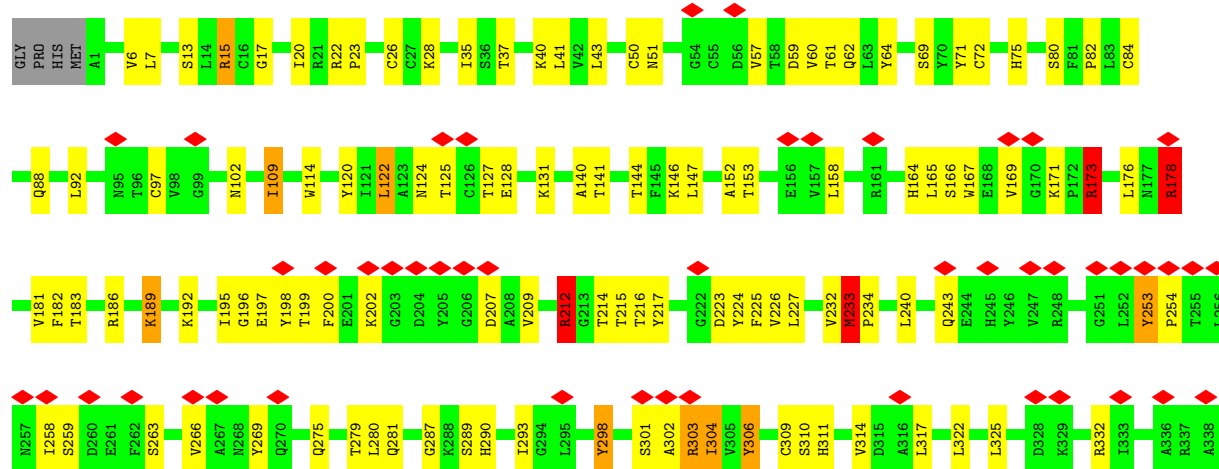 GLY PRO HIS MET A1 V6 L7 S13 L14 R15 C16 G17 I20 R21 R22 P23 C26 C27 K28 I35 S36 T37 K40 L41 V42 L43 C50 N51 G54 C55 D56 V57 T58 D59 V60 T61 Q62 L63 Y64 S69 Y70 Y71 C72 H75 S80 F81 P82 L83 C84
Q88 L92 N95 T96 C97 V98 G99 N102 I109 W114 Y120 I121 L122 A123 N124 T125 C126 T127 E128 K131 A140 T141 T144 F145 K146 L147 A152 T153 E156 V157 L158 R161 H164 L165 S166 W167 E168 V169 G170 K171 P172 R173 L176 N177 R178
V181 F182 T183 R186 K189 K192 I195 G196 E197 Y198 T199 F200 E201 K202 G203 D204 Y205 G206 D207 A208 V209 R212 G213 T214 T215 T216 Y217 G222 D223 Y224 F225 V226 L227 V232 M233 P234 L240 Q243 E244 H245 Y246 V247 R248 G251 L252 Y253 P254 T255 L256
N257 I258 S259 D260 E261 F262 S263 V266 A267 N268 Y269 Q270 Q275 T279 L280 Q281 G287 K288 S289 H290 I293 G294 L295 Y298 S301 A302 R303 I304 V305 Y306 C309 S310 H311 V314 D315 A316 L317 L322 L325 D328 K329 R332 I333 A336 R337 A338